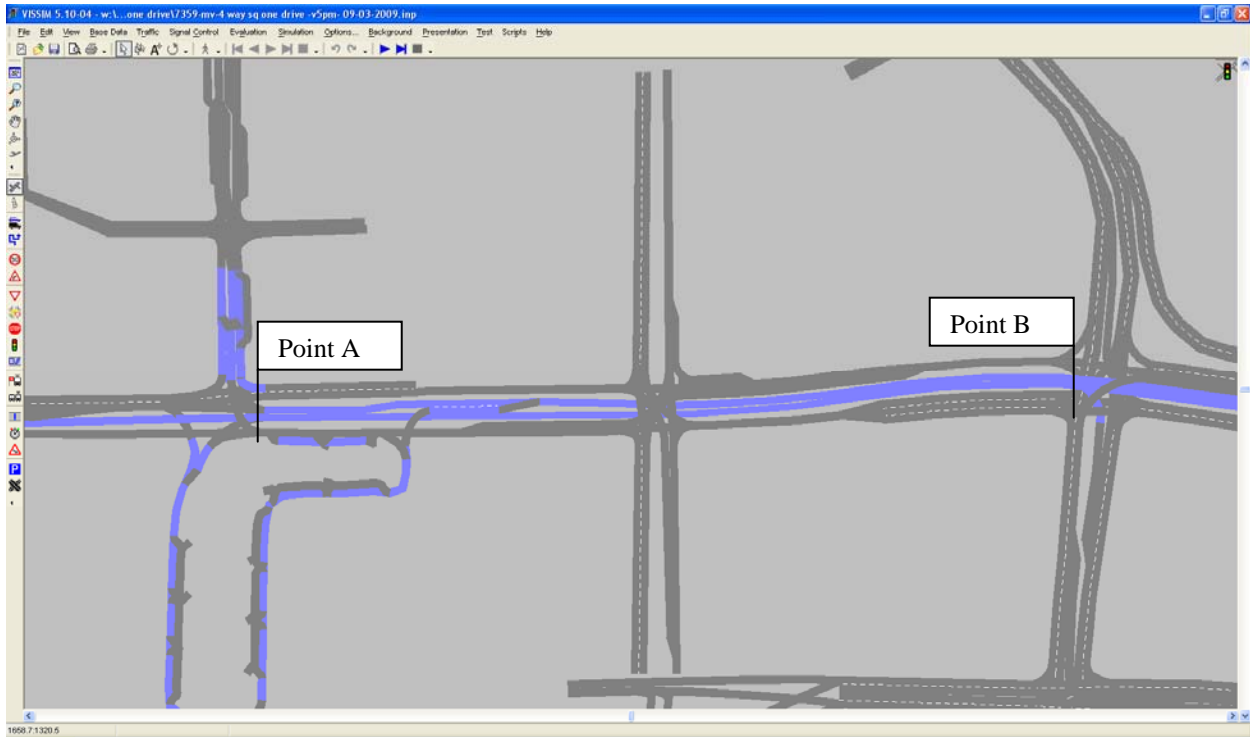 VISSIM 5.10-04 - w:\...one drive\7359-mv-4 way sq one drive -v5pm- 09-03-2009.inp
File Edit View Base Data Traffic Signal Control Evaluation Simulation Options... Background Presentation Test Scripts Help
Point B
Point A
1658.7:1320.5